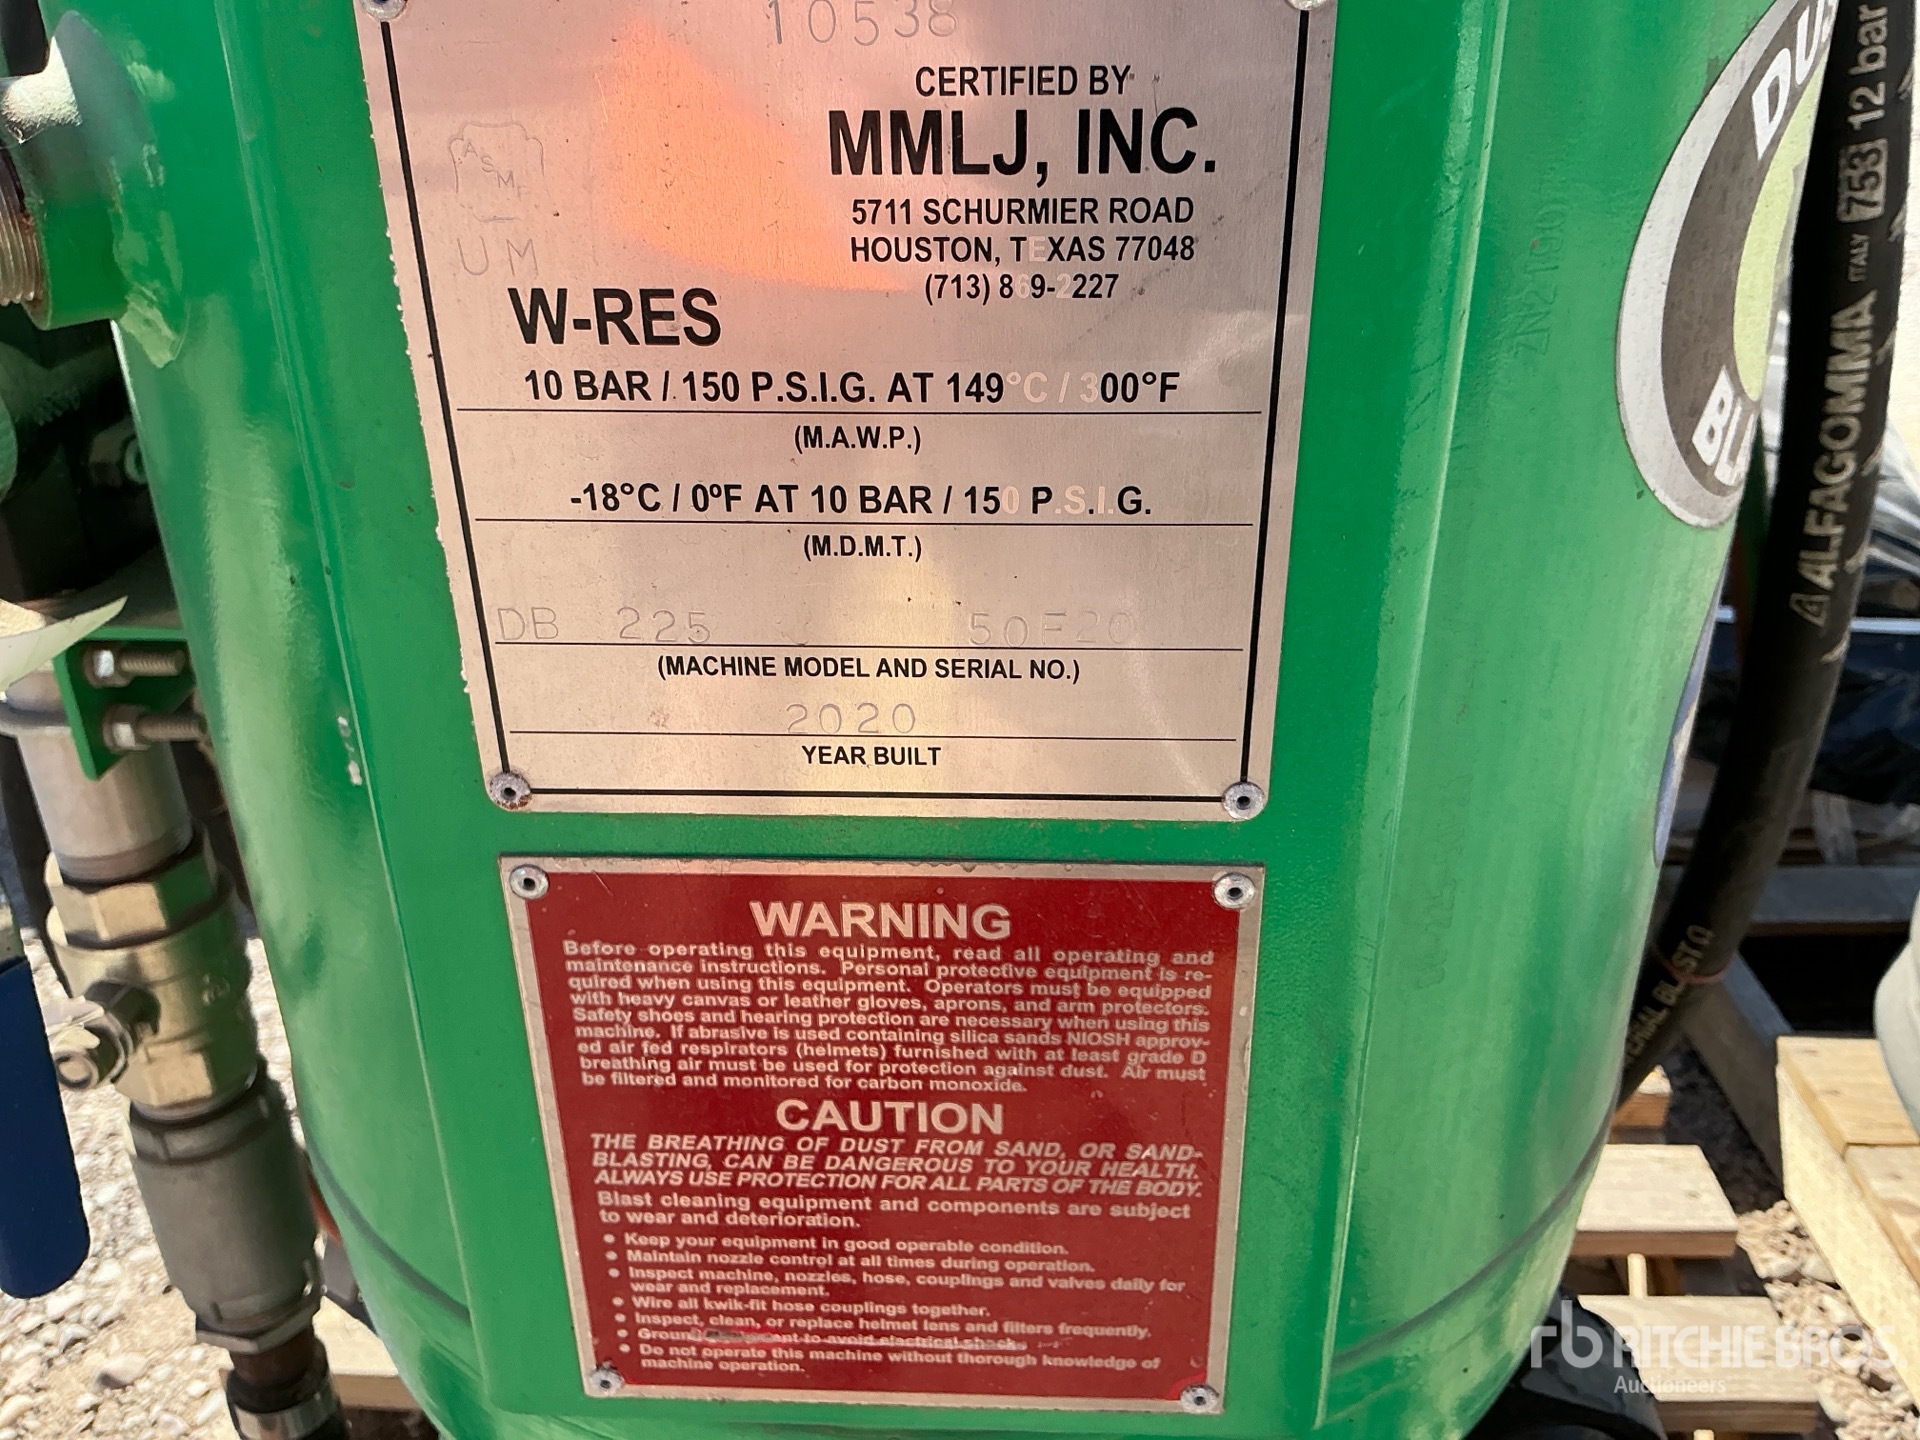 10538
CERTIFIED BY
MMLJ, INC.
5711 SCHURMIER ROAD
HOUSTON, TEXAS 77048
(713) 869-2227
ASME
UM
W-RES
10 BAR / 150 P.S.I.G. AT 149°C / 300°F
(M.A.W.P.)
-18°C / 0ºF AT 10 BAR / 150 P.S.I.G.
(M.D.M.T.)
DB 225 50F20
(MACHINE MODEL AND SERIAL NO.)
2020
YEAR BUILT
WARNING
Before operating this equipment, read all operating and
maintenance instructions. Personal protective equipment is re-
quired when using this equipment. Operators must be equipped
with heavy canvas or leather gloves, aprons, and arm protectors.
Safety shoes and hearing protection are necessary when using this
machine. If abrasive is used containing silica sands NIOSH approv-
ed air fed respirators (helmets) furnished with at least grade D
breathing air must be used for protection against dust. Air must
be filtered and monitored for carbon monoxide.
CAUTION
THE BREATHING OF DUST FROM SAND, OR SAND-
BLASTING, CAN BE DANGEROUS TO YOUR HEALTH.
ALWAYS USE PROTECTION FOR ALL PARTS OF THE BODY.
Blast cleaning equipment and components are subject
to wear and deterioration.
• Keep your equipment in good operable condition.
• Maintain nozzle control at all times during operation.
• Inspect machine, nozzles, hose, couplings and valves daily for
wear and replacement.
• Wire all kwik-fit hose couplings together.
• Inspect, clean, or replace helmet lens and filters frequently.
• Ground to avoid electrical shock.
• Do not operate this machine without thorough knowledge of
machine operation.
ALFAGOMMA ITALY 753 12 bar
BLAST
RITCHIE BROS.
Auctioneers